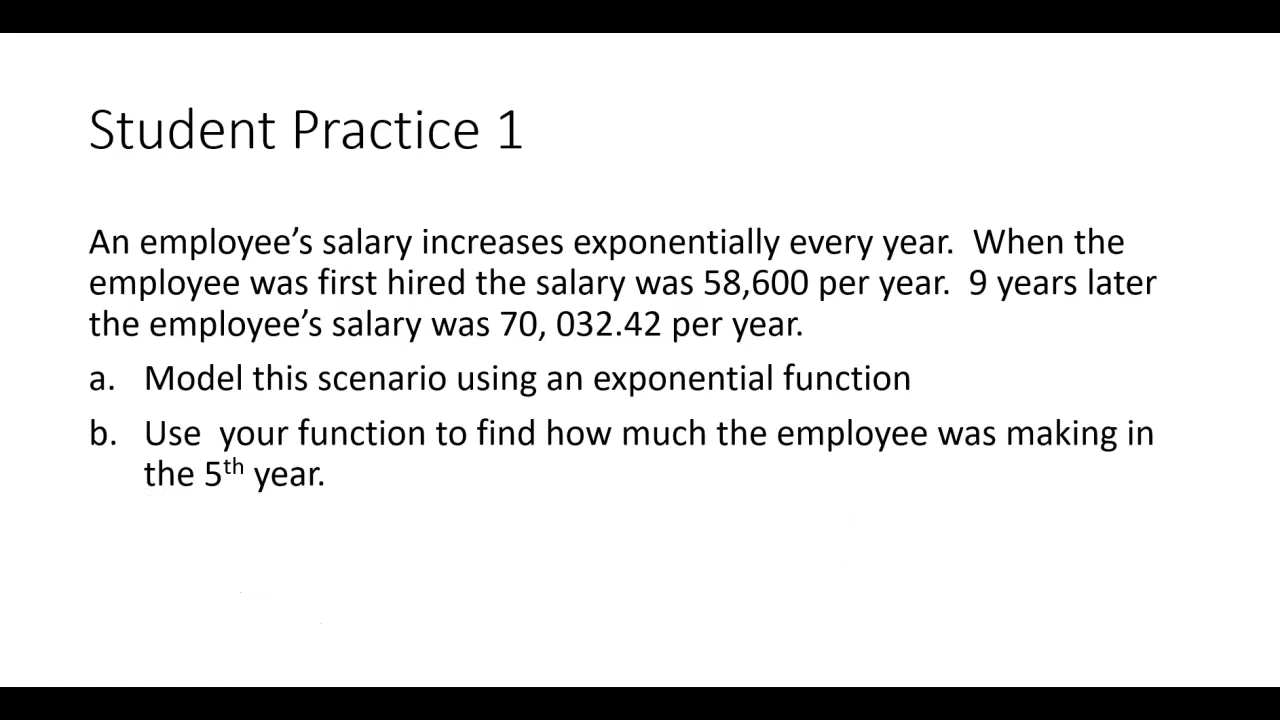 Student Practice 1
An employee’s salary increases exponentially every year.  When the
employee was first hired the salary was 58,600 per year.  9 years later
the employee’s salary was 70, 032.42 per year.
a. Model this scenario using an exponential function
b. Use  your function to find how much the employee was making in
the 5th year.